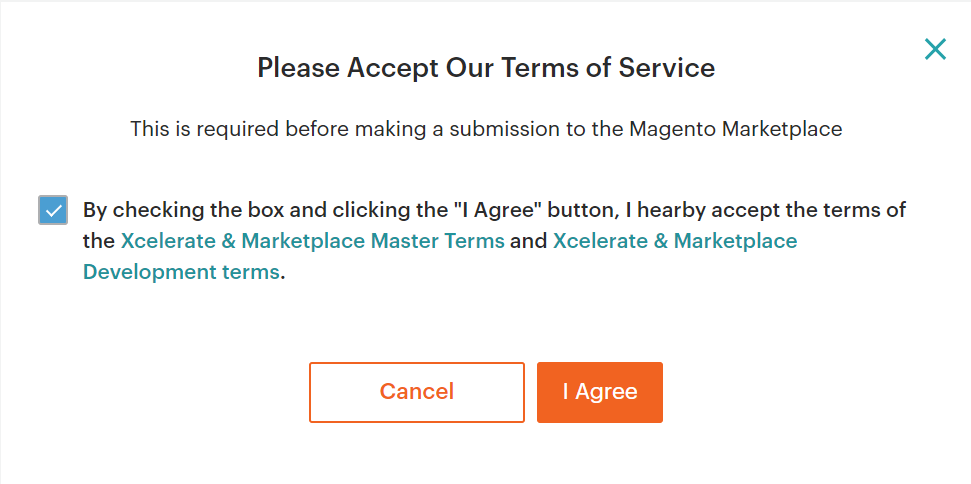 Please Accept Our Terms of Service
This is required before making a submission to the Magento Marketplace
By checking the box and clicking the "I Agree" button, I hearby accept the terms of
the Xcelerate & Marketplace Master Terms and Xcelerate & Marketplace
Development terms.
Cancel
I Agree